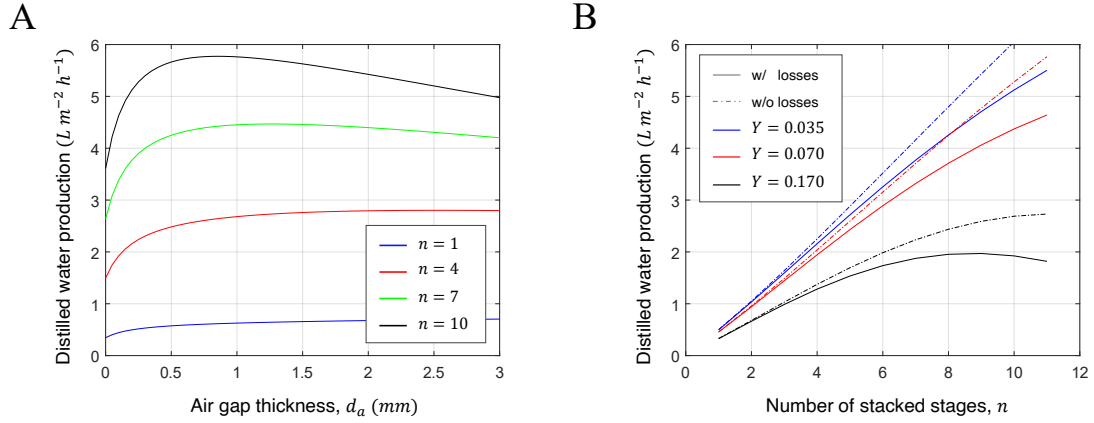 A
Distilled water production (L m⁻² h⁻¹)
6
5
4
3
2
1
0
n = 1
n = 4
n = 7
n = 10
0 0.5 1 1.5 2 2.5 3
Air gap thickness, dₐ (mm)
B
Distilled water production (L m⁻² h⁻¹)
6
5
4
3
2
1
0
w/ losses
w/o losses
Y = 0.035
Y = 0.070
Y = 0.170
0 2 4 6 8 10 12
Number of stacked stages, n